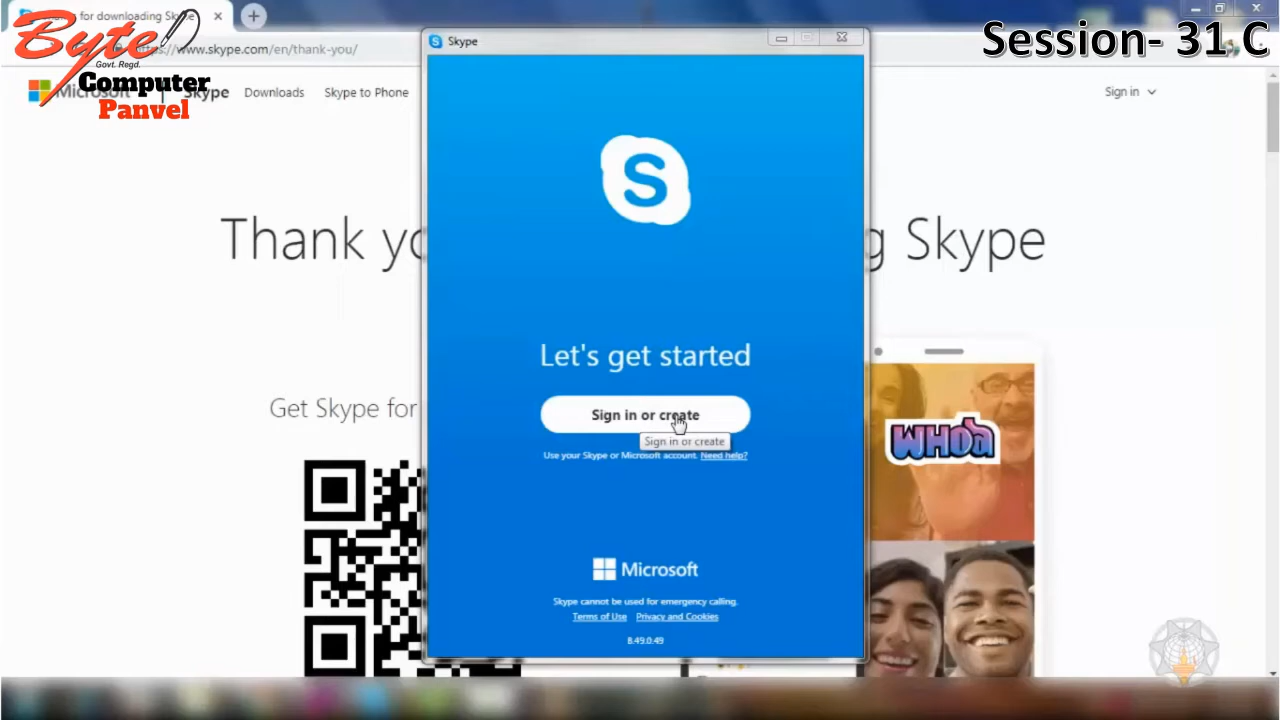 for downloading Skype
Session- 31 C
Byte
Govt. Regd.
Computer
Panvel
https://www.skype.com/en/thank-you/
Microsoft | Skype Downloads Skype to Phone
Sign in
Skype
S
Thank yo
g Skype
Let's get started
Get Skype for
Sign in or create
Sign in or create
Use your Skype or Microsoft account. Need help?
WHOA
Microsoft
Skype cannot be used for emergency calling.
Terms of Use Privacy and Cookies
8.49.0.49